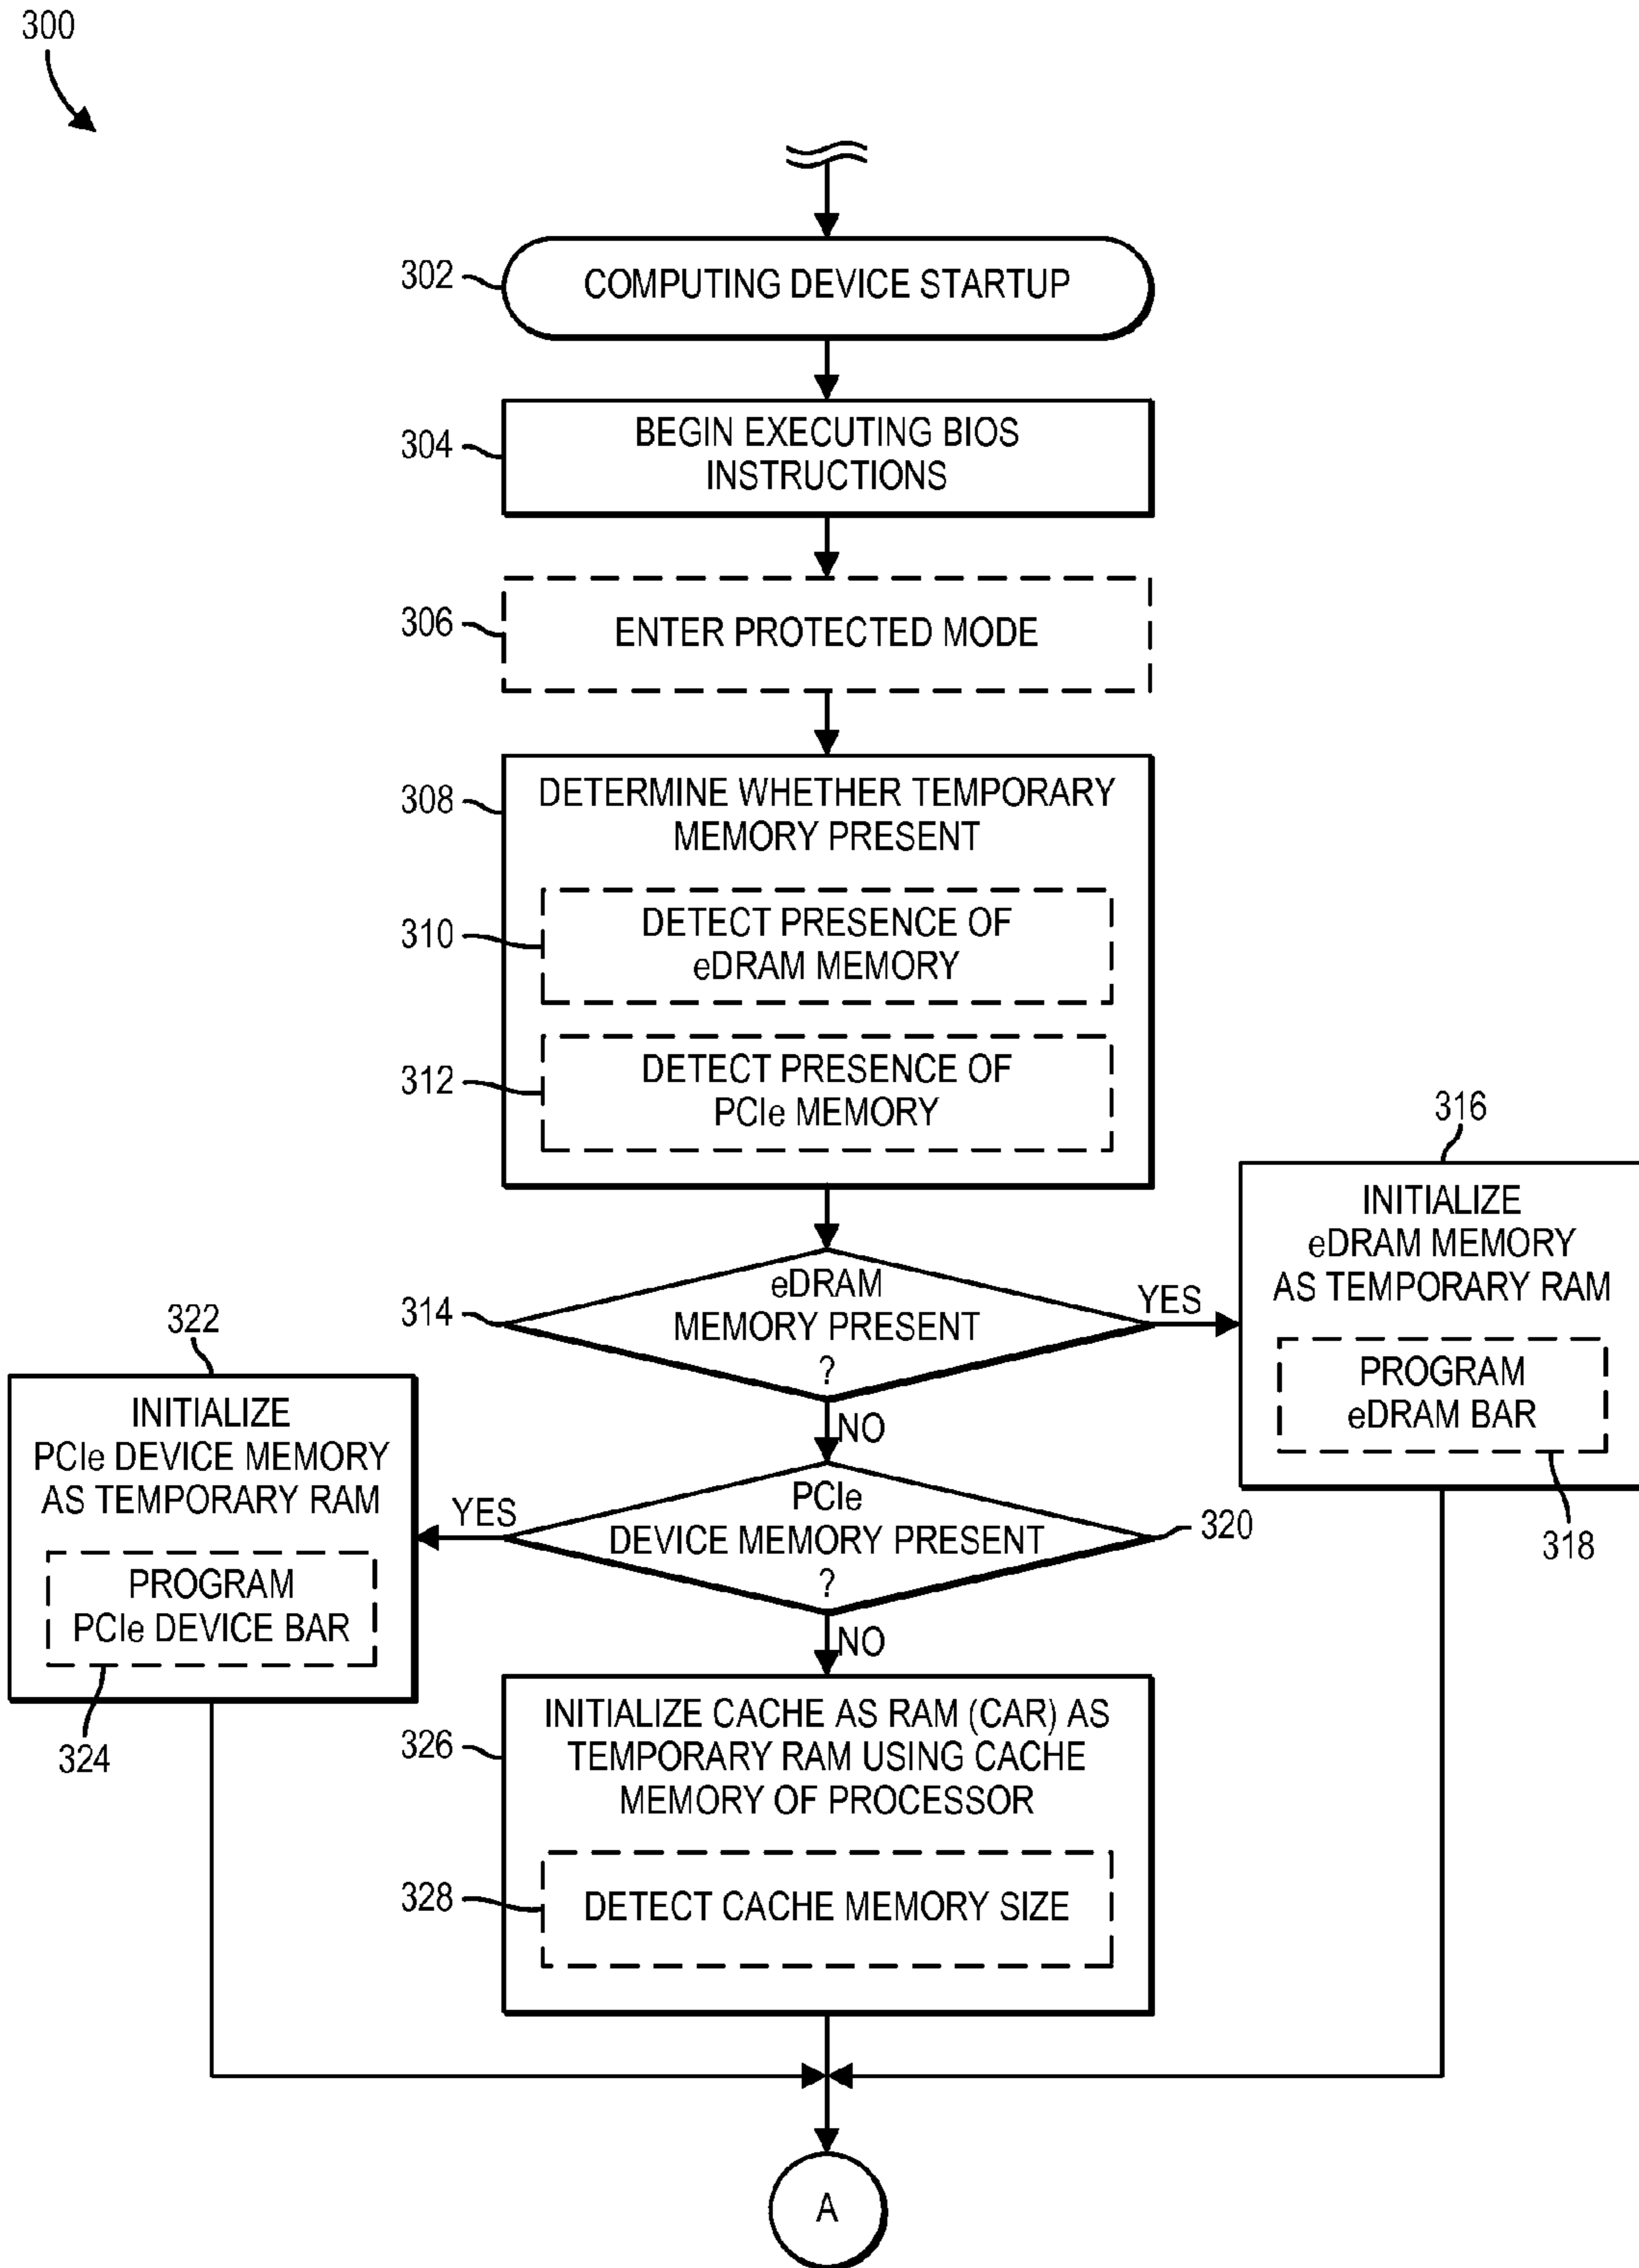 300
302
COMPUTING DEVICE STARTUP
304
BEGIN EXECUTING BIOS
INSTRUCTIONS
306
ENTER PROTECTED MODE
308
DETERMINE WHETHER TEMPORARY
MEMORY PRESENT
310
DETECT PRESENCE OF
eDRAM MEMORY
312
DETECT PRESENCE OF
PCIe MEMORY
314
eDRAM
MEMORY PRESENT
?
YES
NO
316
INITIALIZE
eDRAM MEMORY
AS TEMPORARY RAM
PROGRAM
eDRAM BAR
318
320
PCIe
DEVICE MEMORY PRESENT
?
YES
NO
322
INITIALIZE
PCIe DEVICE MEMORY
AS TEMPORARY RAM
PROGRAM
PCIe DEVICE BAR
324
326
INITIALIZE CACHE AS RAM (CAR) AS
TEMPORARY RAM USING CACHE
MEMORY OF PROCESSOR
328
DETECT CACHE MEMORY SIZE
A